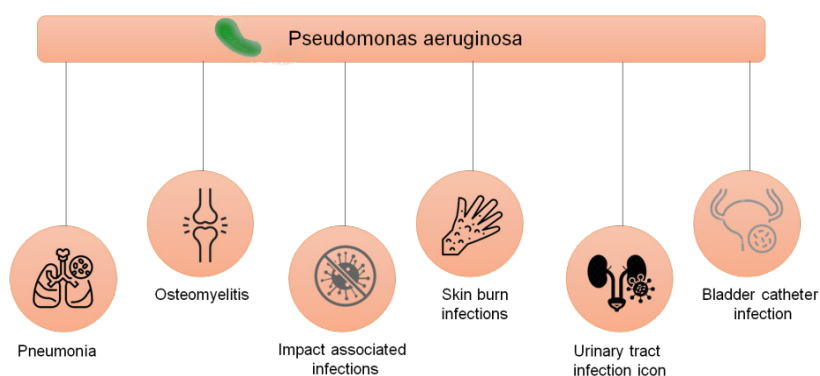 Pseudomonas aeruginosa
Pneumonia
Osteomyelitis
Impact associated
infections
Skin burn
infections
Urinary tract
infection icon
Bladder catheter
infection